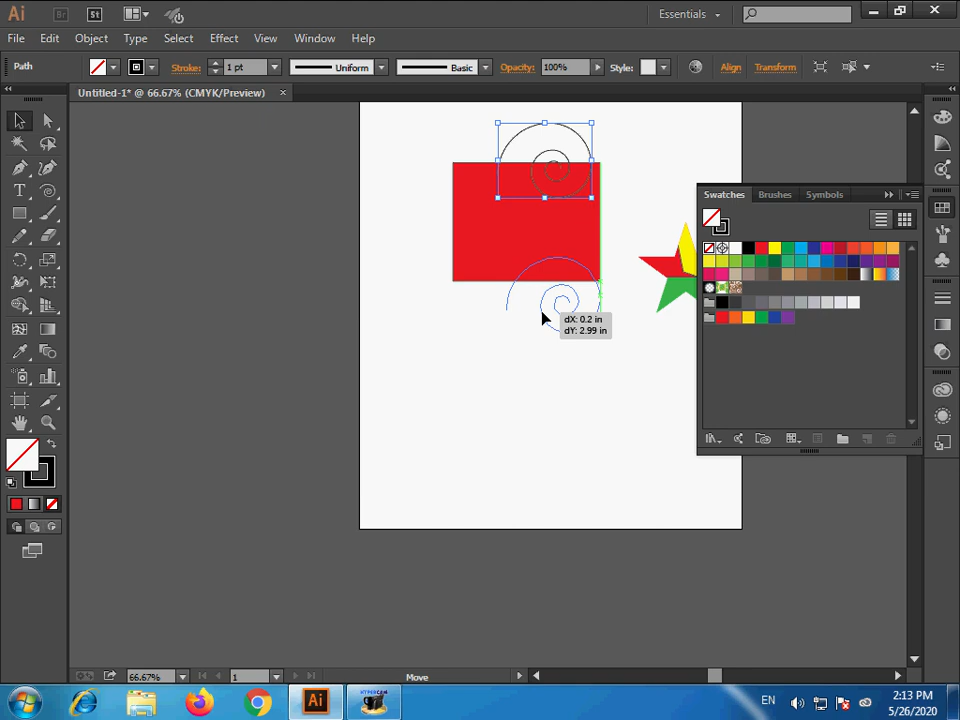 Ai
Br
St
Essentials
File
Edit
Object
Type
Select
Effect
View
Window
Help
Path
Stroke:
1 pt
Uniform
Basic
Opacity:
100%
Style:
Align
Transform
Untitled-1* @ 66.67% (CMYK/Preview)
Swatches
Brushes
Symbols
dX: 0.2 in
dY: 2.99 in
66.67%
1
Move
Ai
HYPERCAM
EN
2:13 PM
5/26/2020